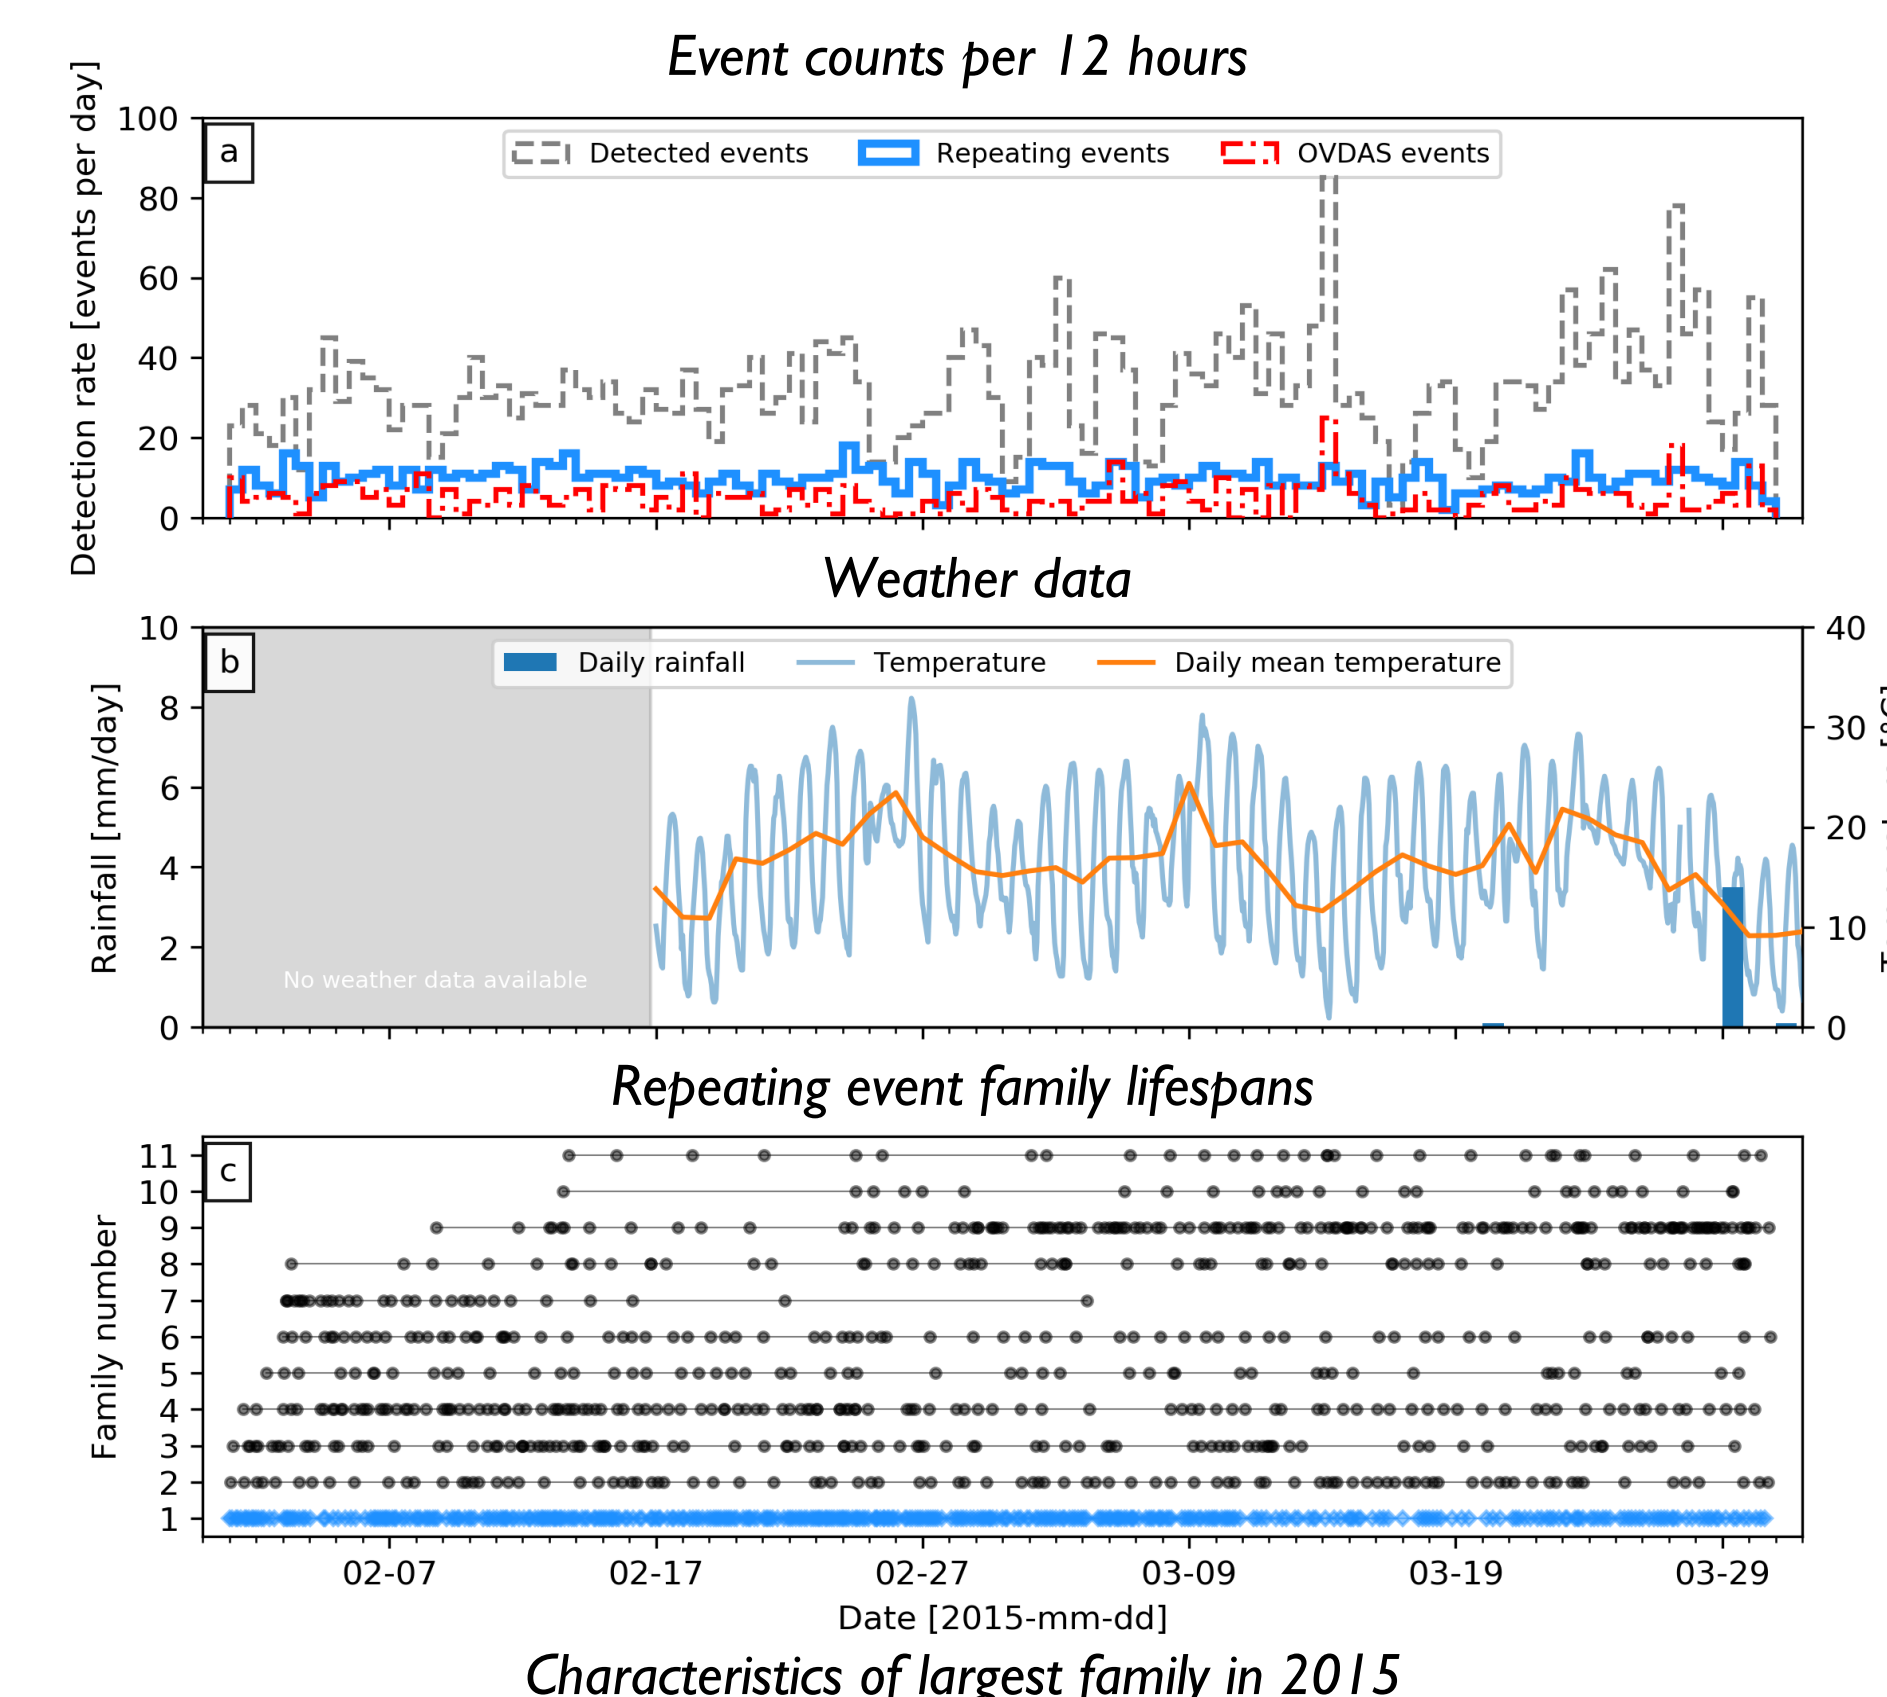 Event counts per 12 hours
Detection rate [events per day]
100
80
60
40
20
0
a
Detected events
Repeating events
OVDAS events
Weather data
Rainfall [mm/day]
10
8
6
4
2
0
b
Daily rainfall
Temperature
Daily mean temperature
No weather data available
40
30
20
10
0
Repeating event family lifespans
Family number
11
10
9
8
7
6
5
4
3
2
1
c
02-07
02-17
02-27
03-09
03-19
03-29
Date [2015-mm-dd]
Characteristics of largest family in 2015